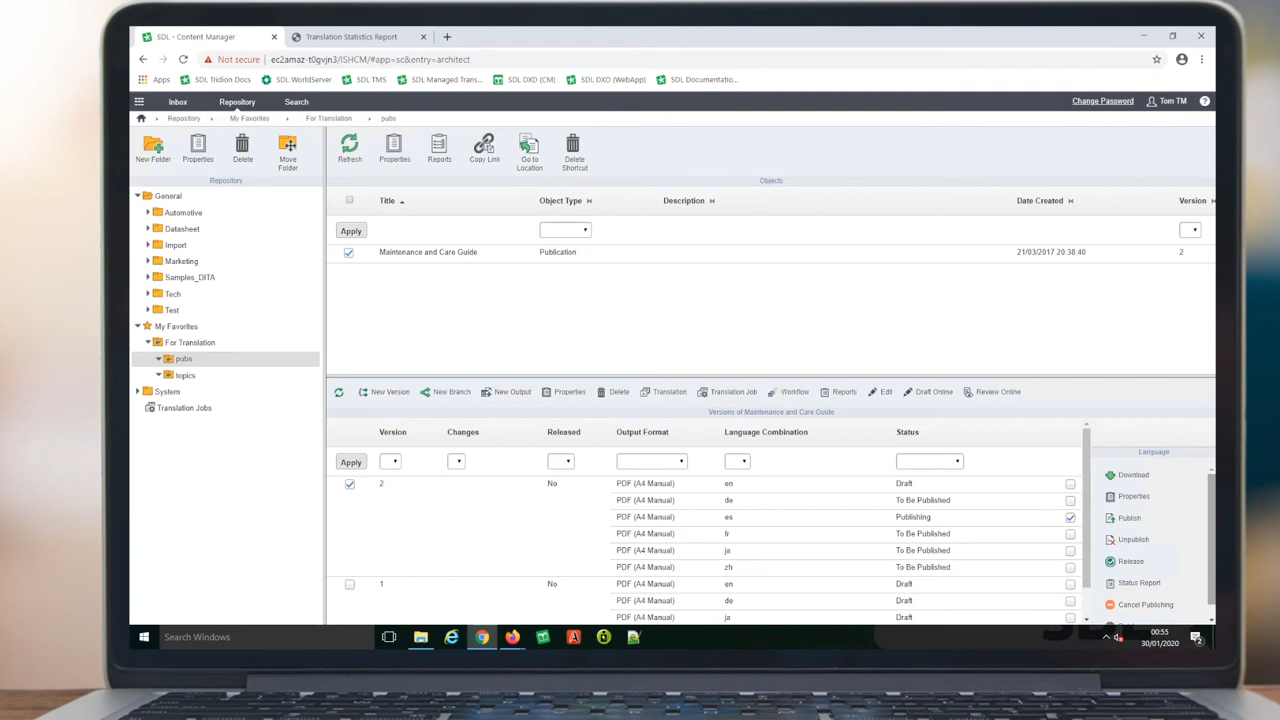 SDL - Content Manager
Translation Statistics Report
Not secure
ec2amaz-t0gvjn3/ISHCM/#app=sc&entry=architect
Apps SDL Tridion Docs SDL WorldServer SDL TMS SDL Managed Trans... SDL DXD (CM) SDL DXD (WebApp) SDL Documentatio...
Inbox Repository Search Change Password Tom TM
Repository My Favorites For Translation pubs
New Folder Properties Delete Move Folder
Refresh Properties Reports Copy Link Go to Location Delete Shortcut
Repository
Objects
General
Automotive
Datasheet
Import
Marketing
Samples_DITA
Tech
Test
My Favorites
For Translation
pubs
topics
System
Translation Jobs
Title Object Type Description Date Created Version
Apply
Maintenance and Care Guide Publication 21/03/2017 20:38:40 2
New Version New Branch New Output Properties Delete Translation Translation Job Workflow Reports Edit Draft Online Review Online
Versions of Maintenance and Care Guide
Version Changes Released Output Format Language Combination Status
Apply
2 No PDF (A4 Manual) en Draft
PDF (A4 Manual) de To Be Published
PDF (A4 Manual) es Publishing
PDF (A4 Manual) fr To Be Published
PDF (A4 Manual) ja To Be Published
PDF (A4 Manual) zh To Be Published
1 No PDF (A4 Manual) en Draft
PDF (A4 Manual) de Draft
PDF (A4 Manual) ja Draft
Language
Download
Properties
Publish
Unpublish
Release
Status Report
Cancel Publishing
Search Windows
00:55
30/01/2020
2